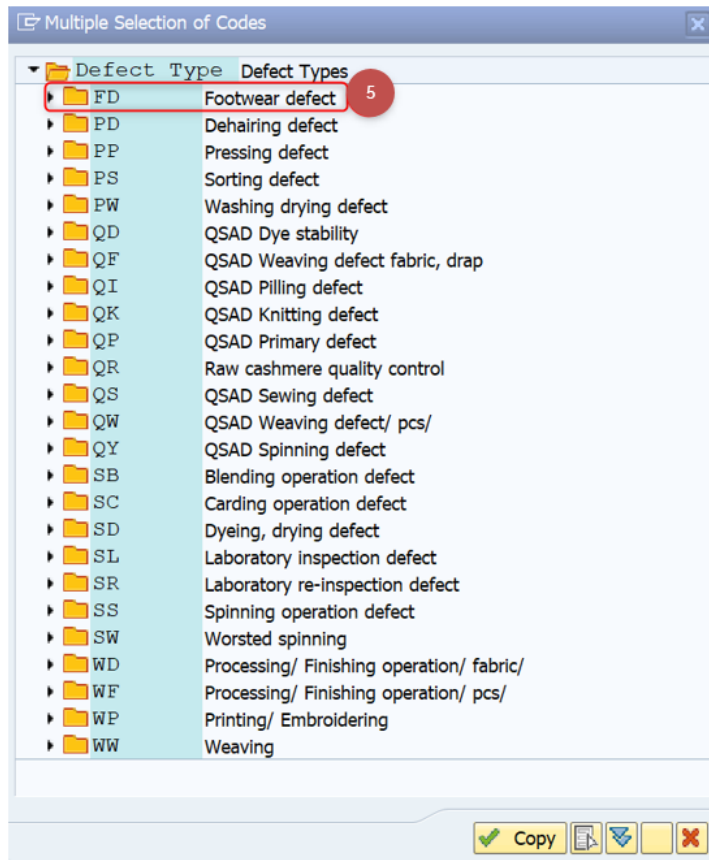 Multiple Selection of Codes
Defect Type Defect Types
FD Footwear defect 5
PD Dehairing defect
PP Pressing defect
PS Sorting defect
PW Washing drying defect
QD QSAD Dye stability
QF QSAD Weaving defect fabric, drap
QI QSAD Pilling defect
QK QSAD Knitting defect
QP QSAD Primary defect
QR Raw cashmere quality control
QS QSAD Sewing defect
QW QSAD Weaving defect/ pcs/
QY QSAD Spinning defect
SB Blending operation defect
SC Carding operation defect
SD Dyeing, drying defect
SL Laboratory inspection defect
SR Laboratory re-inspection defect
SS Spinning operation defect
SW Worsted spinning
WD Processing/ Finishing operation/ fabric/
WF Processing/ Finishing operation/ pcs/
WP Printing/ Embroidering
WW Weaving
Copy